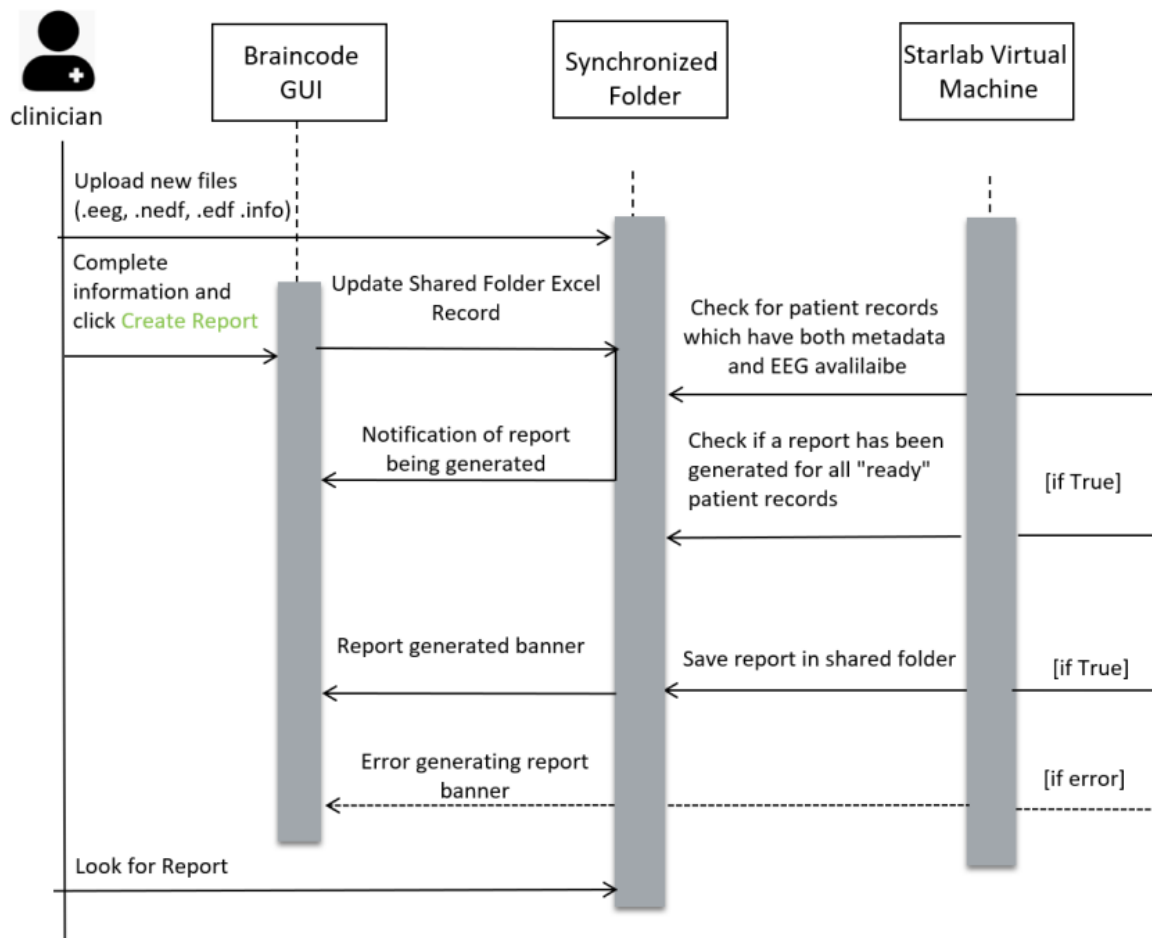 Braincode
GUI
Synchronized
Folder
Starlab Virtual
Machine
clinician
Upload new files
(.eeg, .nedf, .edf .info)
Complete
information and
click Create Report
Update Shared Folder Excel
Record
Check for patient records
which have both metadata
and EEG avalilaibe
Notification of report
being generated
Check if a report has been
generated for all "ready"
patient records
[if True]
Report generated banner
Save report in shared folder
[if True]
Error generating report
banner
[if error]
Look for Report